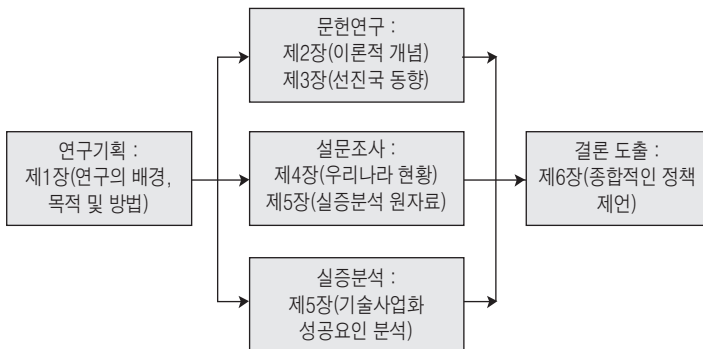 연구기획 :
제1장(연구의 배경,
목적 및 방법)
문헌연구 :
제2장(이론적 개념)
제3장(선진국 동향)
설문조사 :
제4장(우리나라 현황)
제5장(실증분석 원자료)
실증분석 :
제5장(기술사업화
성공요인 분석)
결론 도출 :
제6장(종합적인 정책
제언)